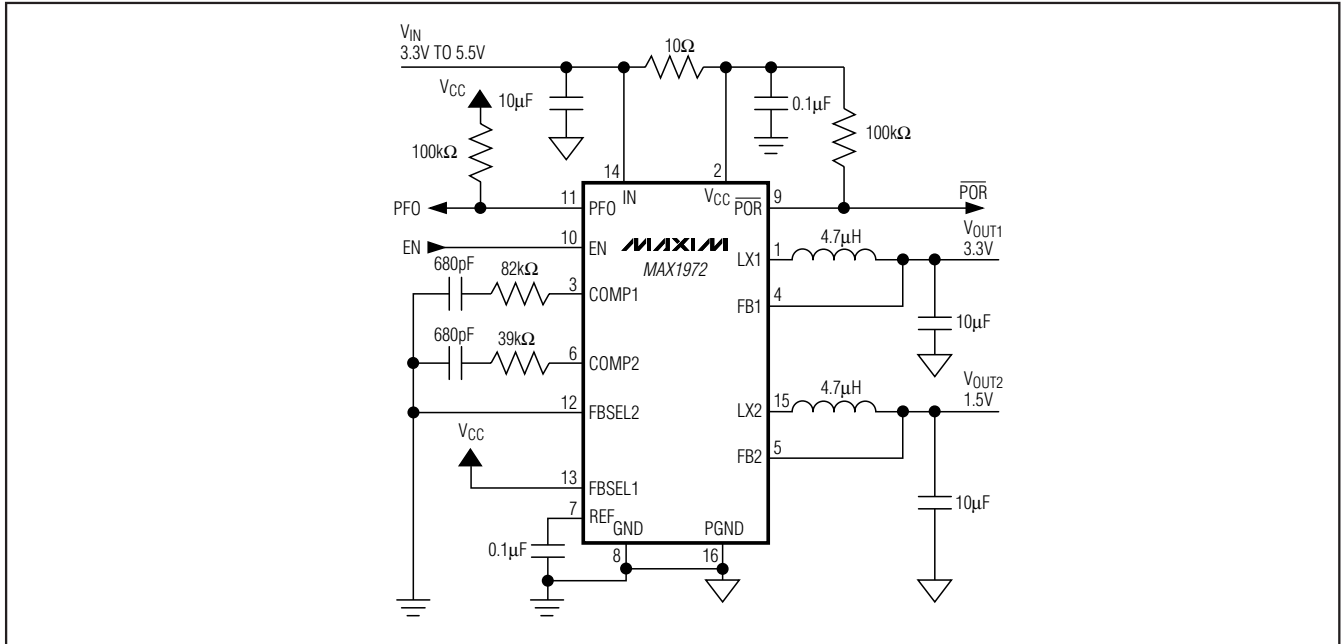 VIN
3.3V TO 5.5V
10Ω
VCC
10μF
0.1μF
100kΩ
100kΩ
14
2
IN
VCC
PFO
11
PFO
POR
9
POR
EN
10
EN
MAXIM
MAX1972
LX1
1
4.7μH
VOUT1
3.3V
680pF
82kΩ
3
COMP1
FB1
4
10μF
680pF
39kΩ
6
COMP2
4.7μH
VOUT2
1.5V
12
FBSEL2
LX2
15
VCC
FB2
5
13
FBSEL1
10μF
7
REF
GND
PGND
0.1μF
8
16